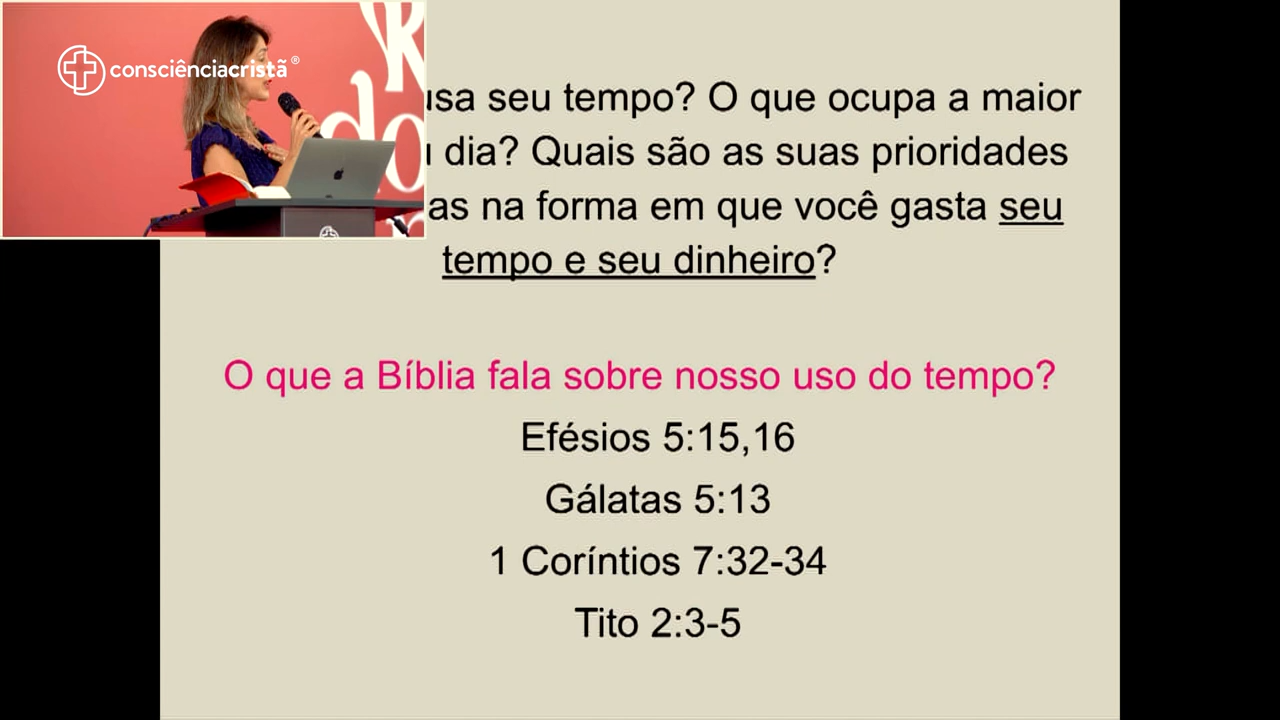 consciênciacristã®
usa seu tempo? O que ocupa a maior
dia? Quais são as suas prioridades
na forma em que você gasta seu
tempo e seu dinheiro?
O que a Bíblia fala sobre nosso uso do tempo?
Efésios 5:15,16
Gálatas 5:13
1 Coríntios 7:32-34
Tito 2:3-5